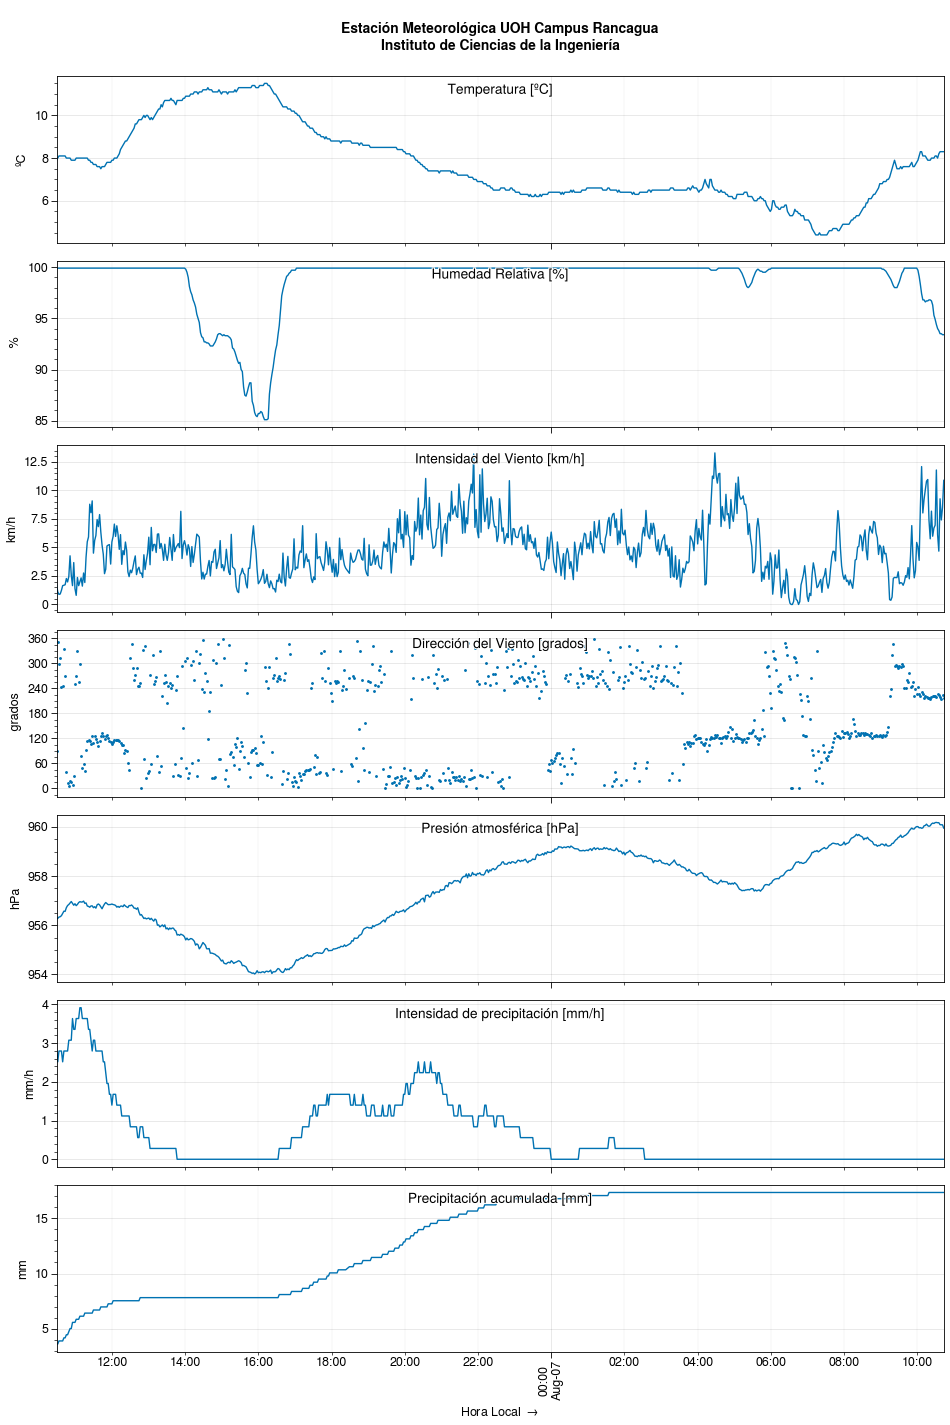 Estación Meteorológica UOH Campus Rancagua
Instituto de Ciencias de la Ingeniería
Temperatura [ºC]
10
8
6
ºC
Humedad Relativa [%]
100
95
90
85
%
Intensidad del Viento [km/h]
12.5
10
7.5
5
2.5
0
km/h
Dirección del Viento [grados]
360
300
240
180
120
60
0
grados
Presión atmosférica [hPa]
960
958
956
954
hPa
Intensidad de precipitación [mm/h]
4
3
2
1
0
mm/h
Precipitación acumulada [mm]
15
10
5
mm
12:00 14:00 16:00 18:00 20:00 22:00 00:00 02:00 04:00 06:00 08:00 10:00
Aug-07
Hora Local →